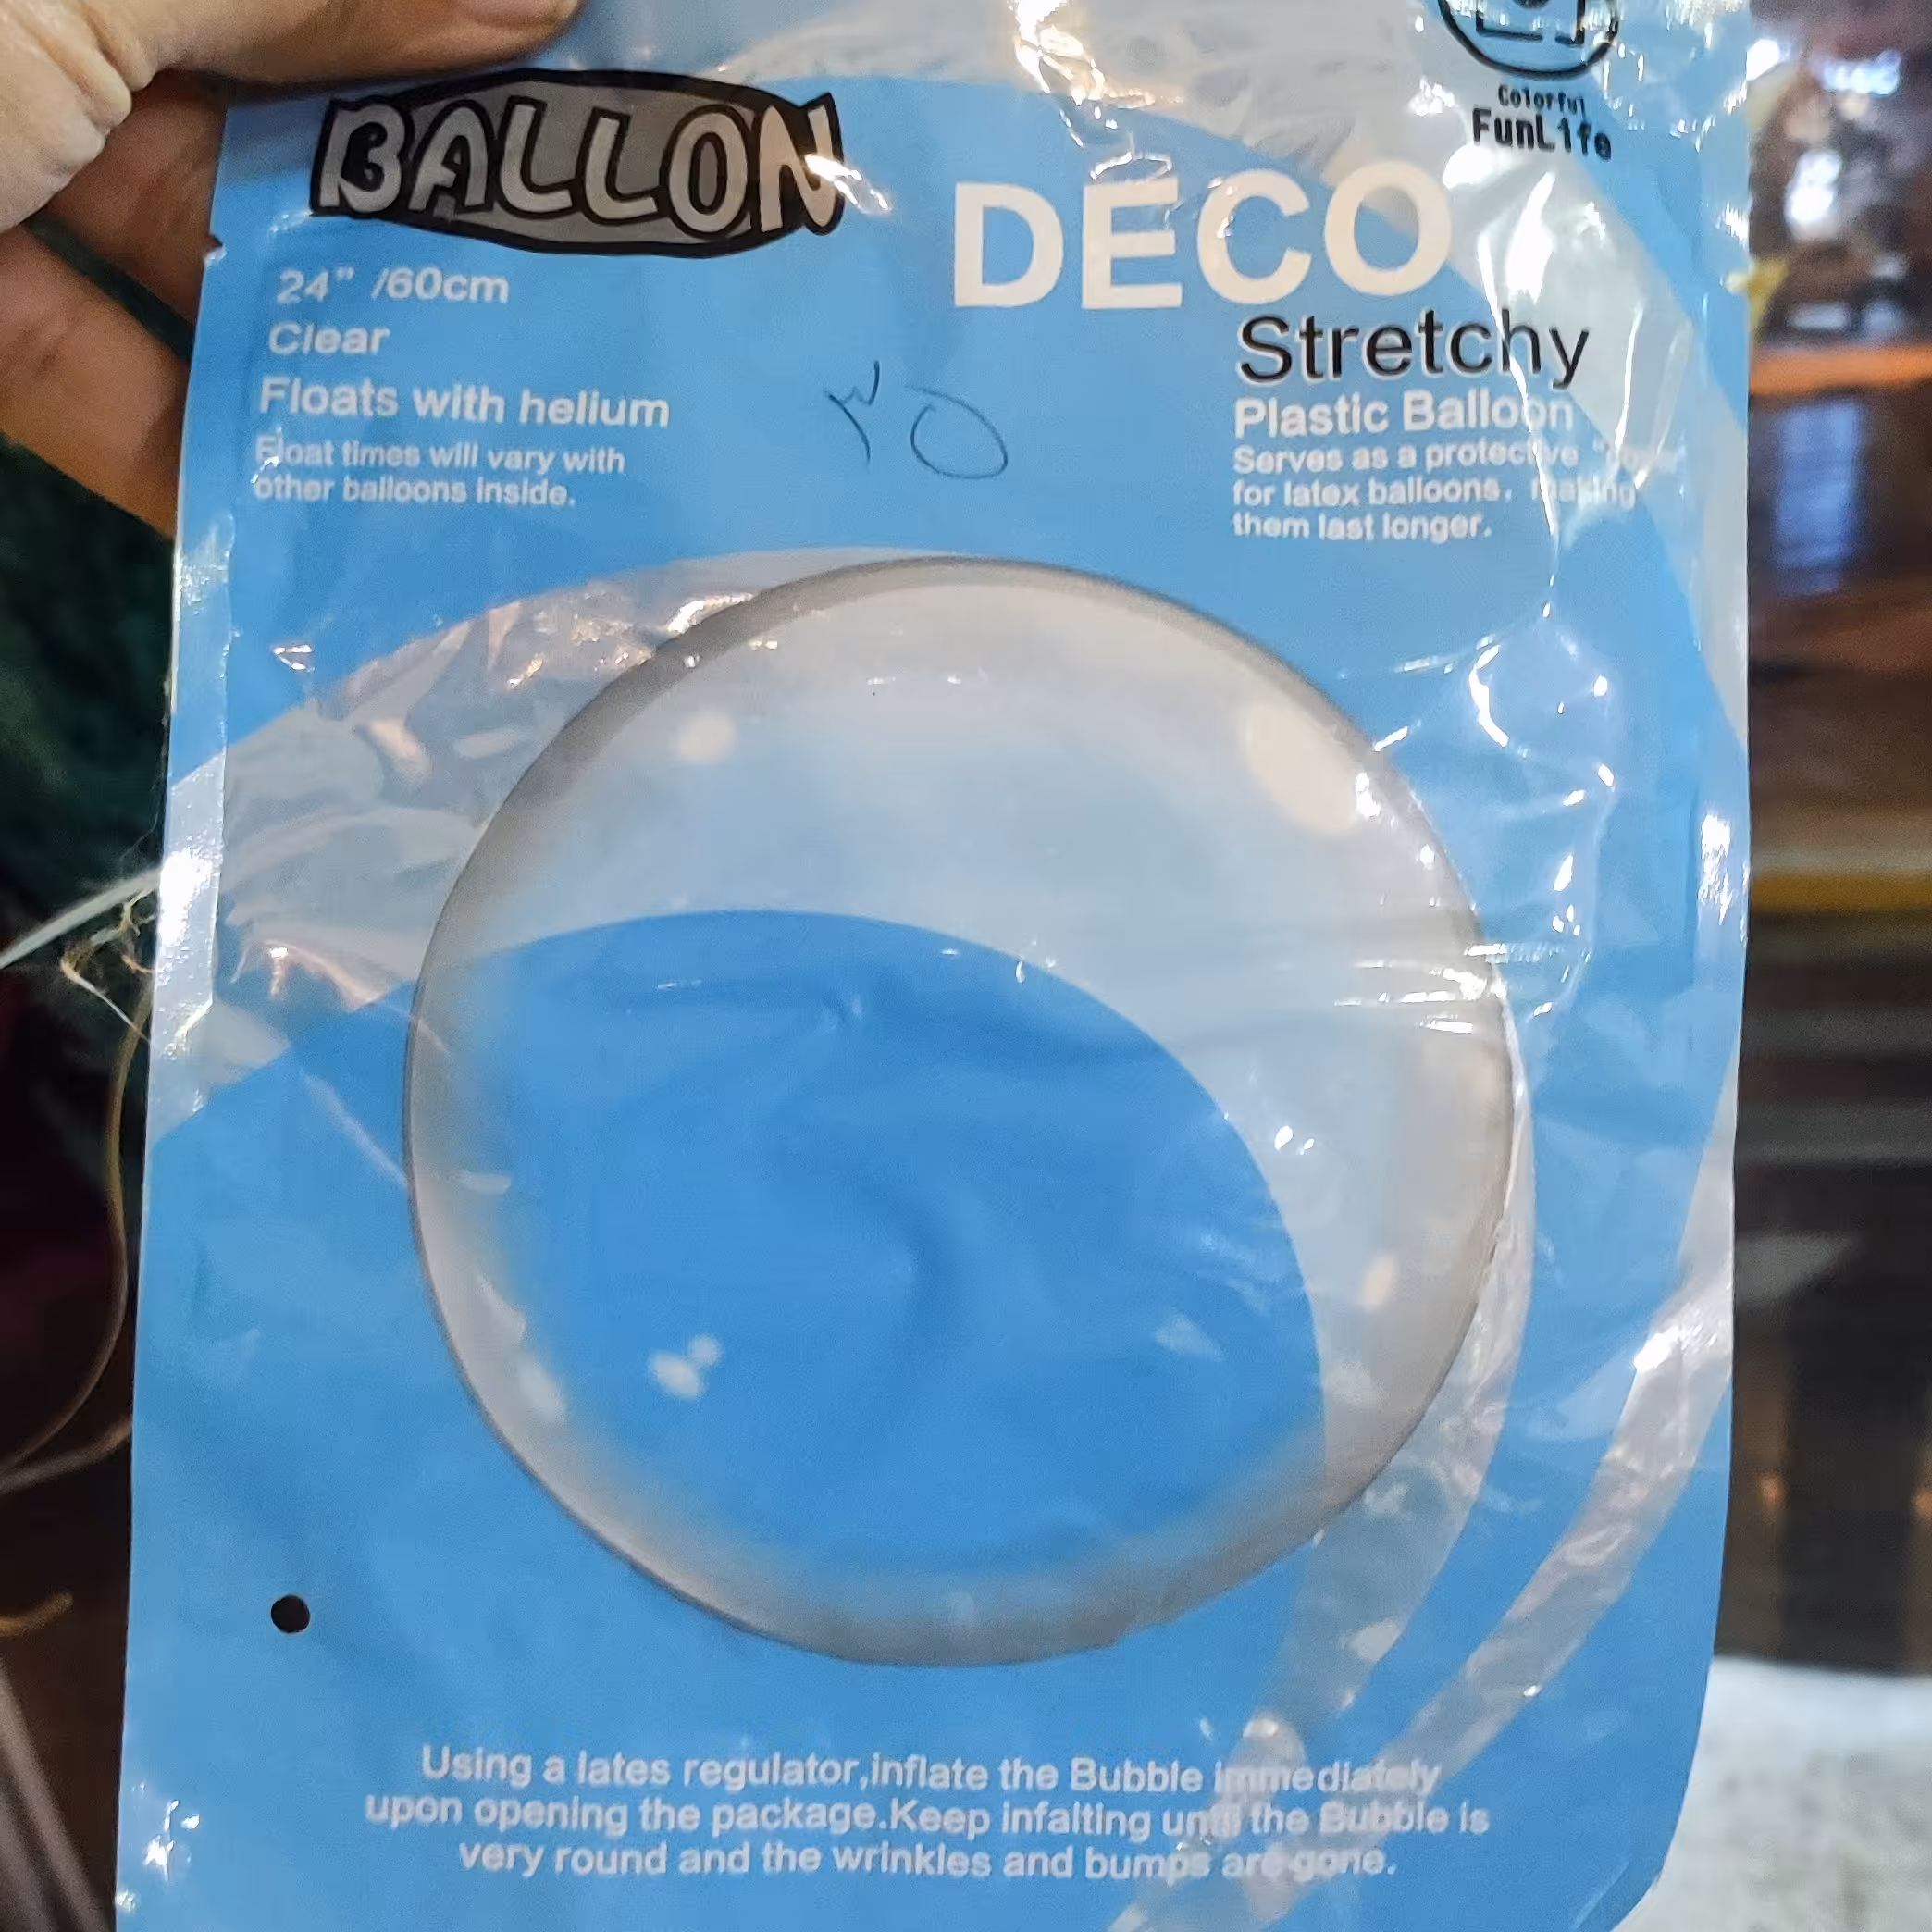 BALLON
Colorful
FunLife
DECO
Stretchy
24" /60cm
Clear
Floats with helium
Float times will vary with
other balloons inside.
٣٥
Plastic Balloon
Serves as a protective
for latex balloons, making
them last longer.
Using a lates regulator,inflate the Bubble immediately
upon opening the package.Keep infalting until the Bubble is
very round and the wrinkles and bumps are gone.